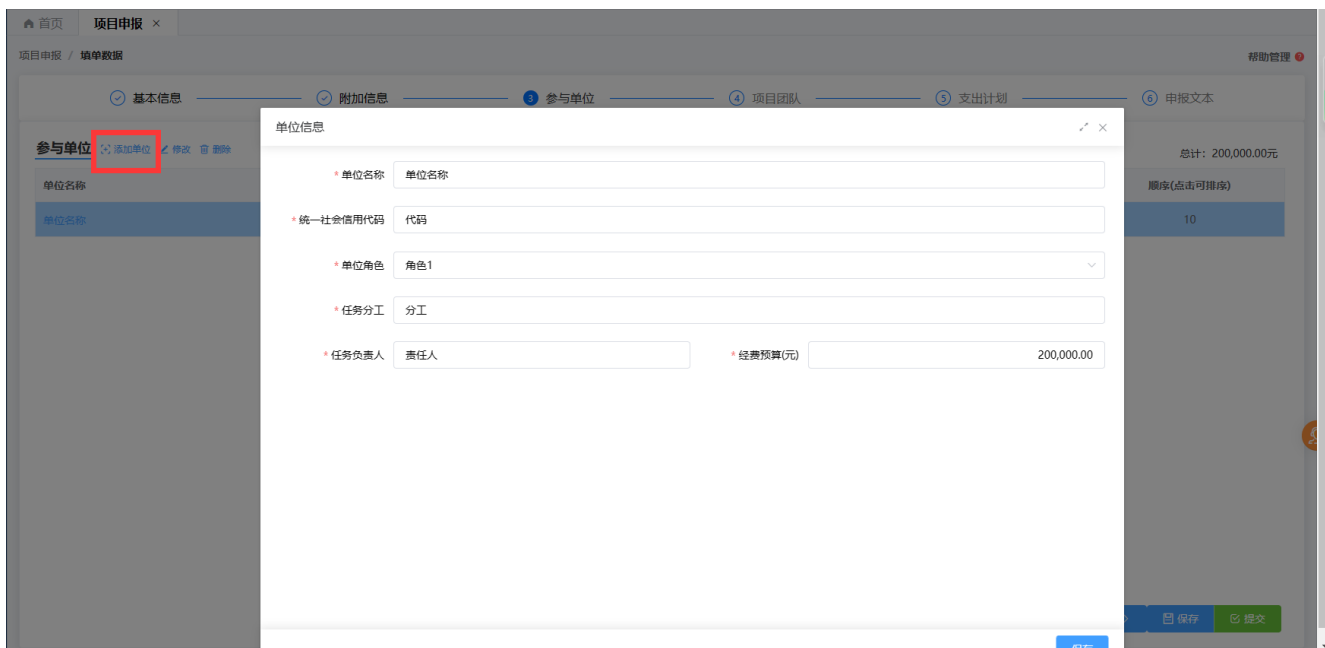 首页 项目申报 ×
项目申报 / 填单数据 帮助管理
基本信息 附加信息 3 参与单位 4 项目团队 5 支出计划 6 申报文本
单位信息
参与单位 添加单位 修改 删除 总计：200,000.00元
单位名称 顺序(点击可排序)
单位名称 10
* 单位名称 单位名称
* 统一社会信用代码 代码
* 单位角色 角色1
* 任务分工 分工
* 任务负责人 责任人 * 经费预算(元) 200,000.00
保存 提交
保存